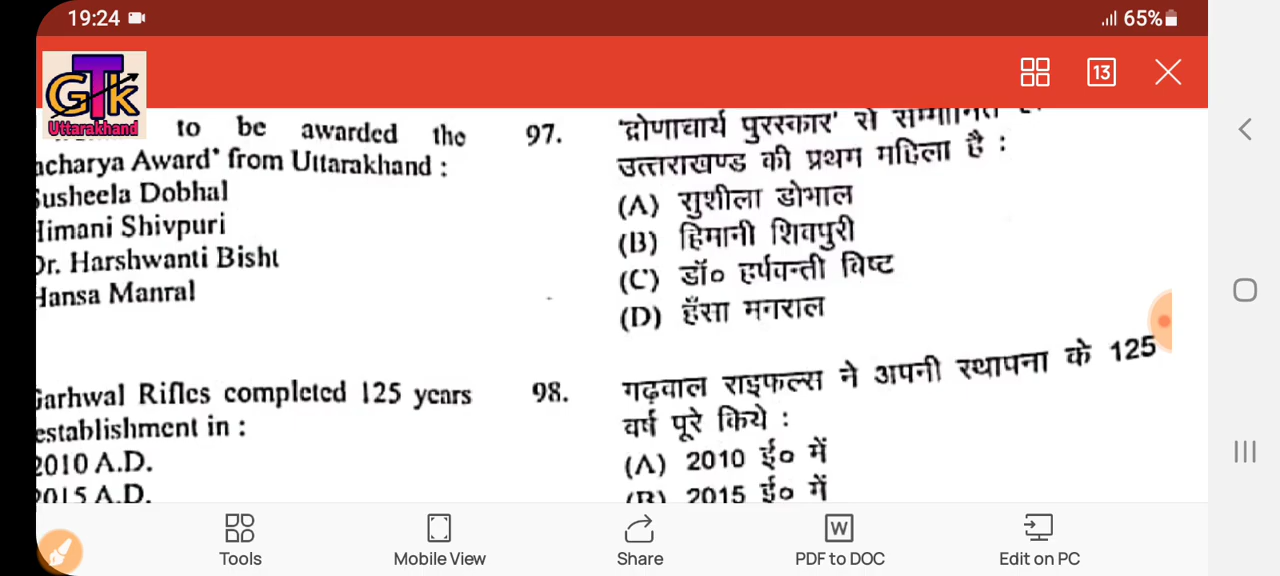 19:24
65%
GTK
Uttarakhand
13
to be awarded the
acharya Award' from Uttarakhand :
Susheela Dobhal
Himani Shivpuri
Dr. Harshwanti Bisht
Hansa Manral
Garhwal Rifles completed 125 years
establishment in :
2010 A.D.
2015 A.D.
97. 'द्रोणाचार्य पुरस्कार' से सम्मानित
उत्तराखण्ड की प्रथम महिला है :
(A) सुशीला डोभाल
(B) हिमानी शिवपुरी
(C) डॉ० हर्षवन्ती विष्ट
(D) हँसा मनराल
98. गढ़वाल राइफल्स ने अपनी स्थापना के 125
वर्ष पूरे किये :
(A) 2010 ई० में
(B) 2015 ई० में
Tools
Mobile View
Share
W
PDF to DOC
Edit on PC